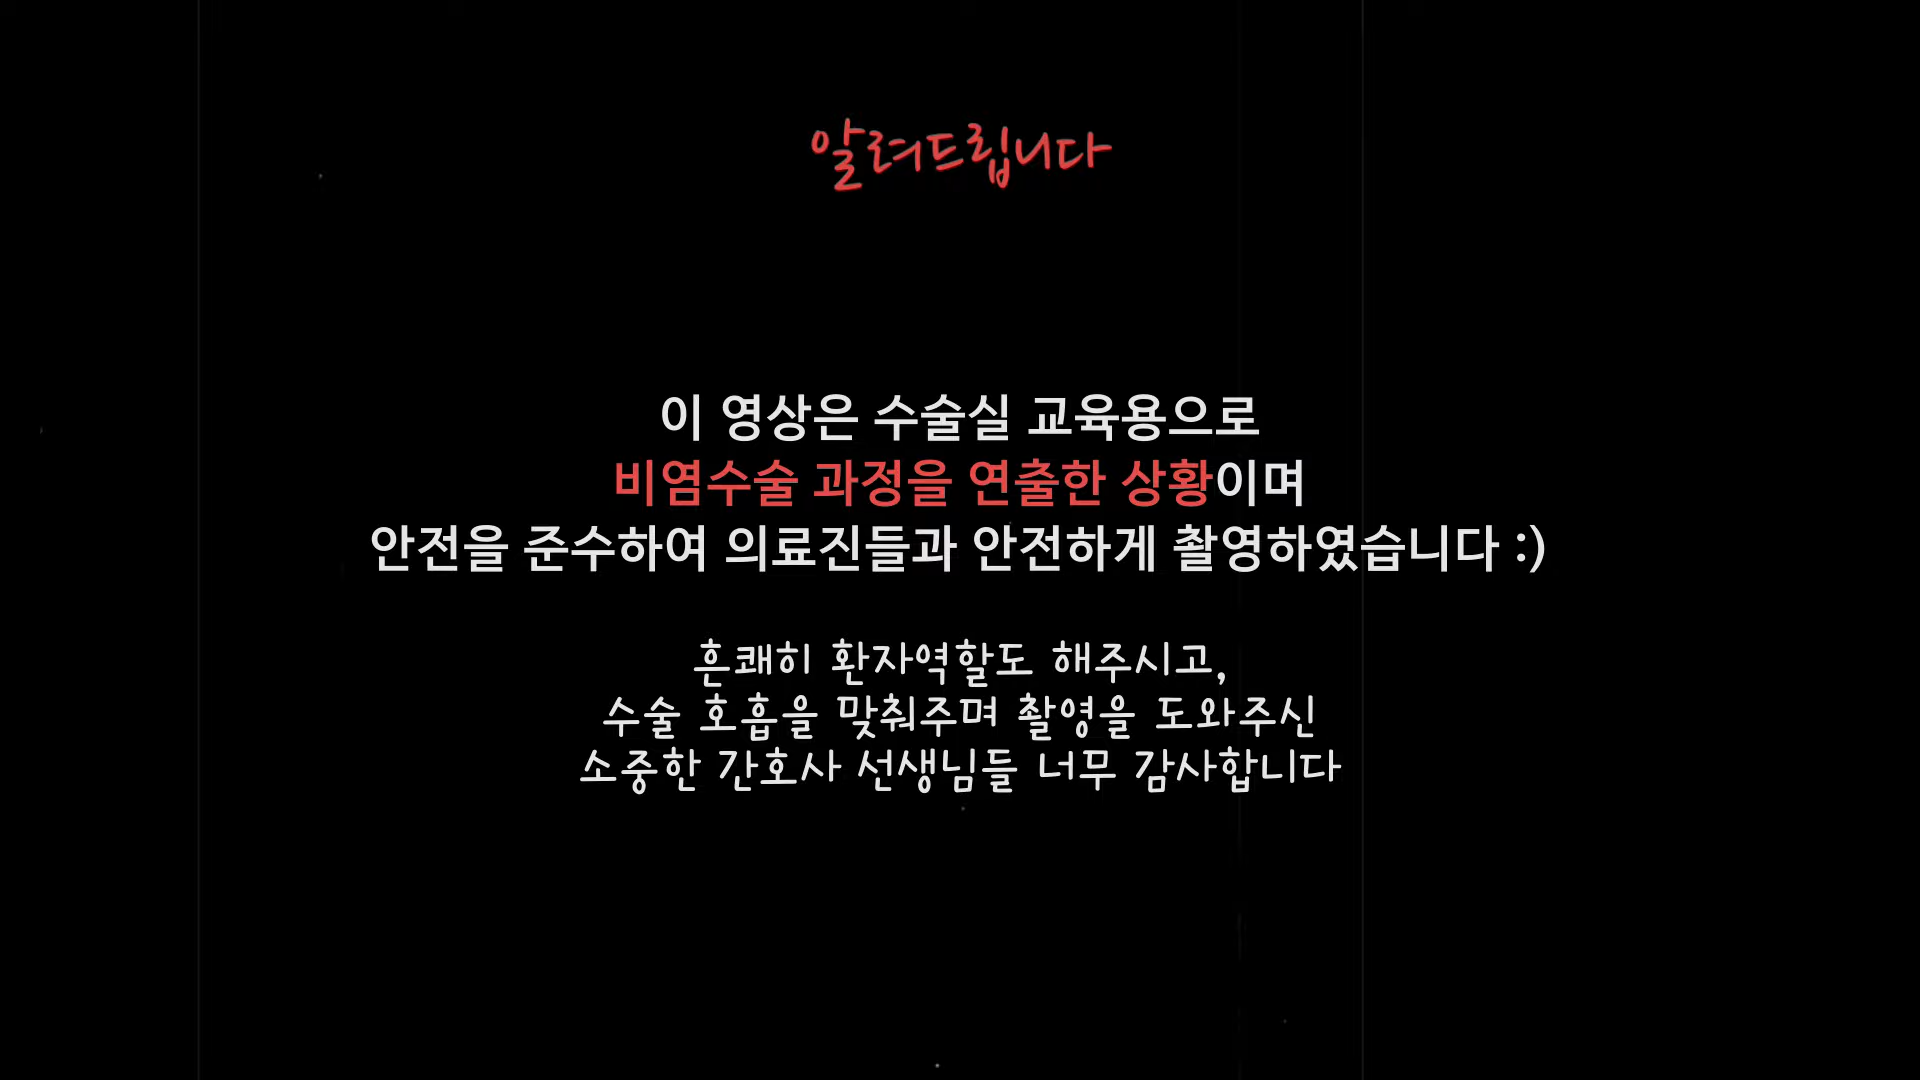 알려드립니다
이 영상은 수술실 교육용으로
비염수술 과정을 연출한 상황이며
안전을 준수하여 의료진들과 안전하게 촬영하였습니다 :)
흔쾌히 환자역할도 해주시고,
수술 호흡을 맞춰주며 촬영을 도와주신
소중한 간호사 선생님들 너무 감사합니다